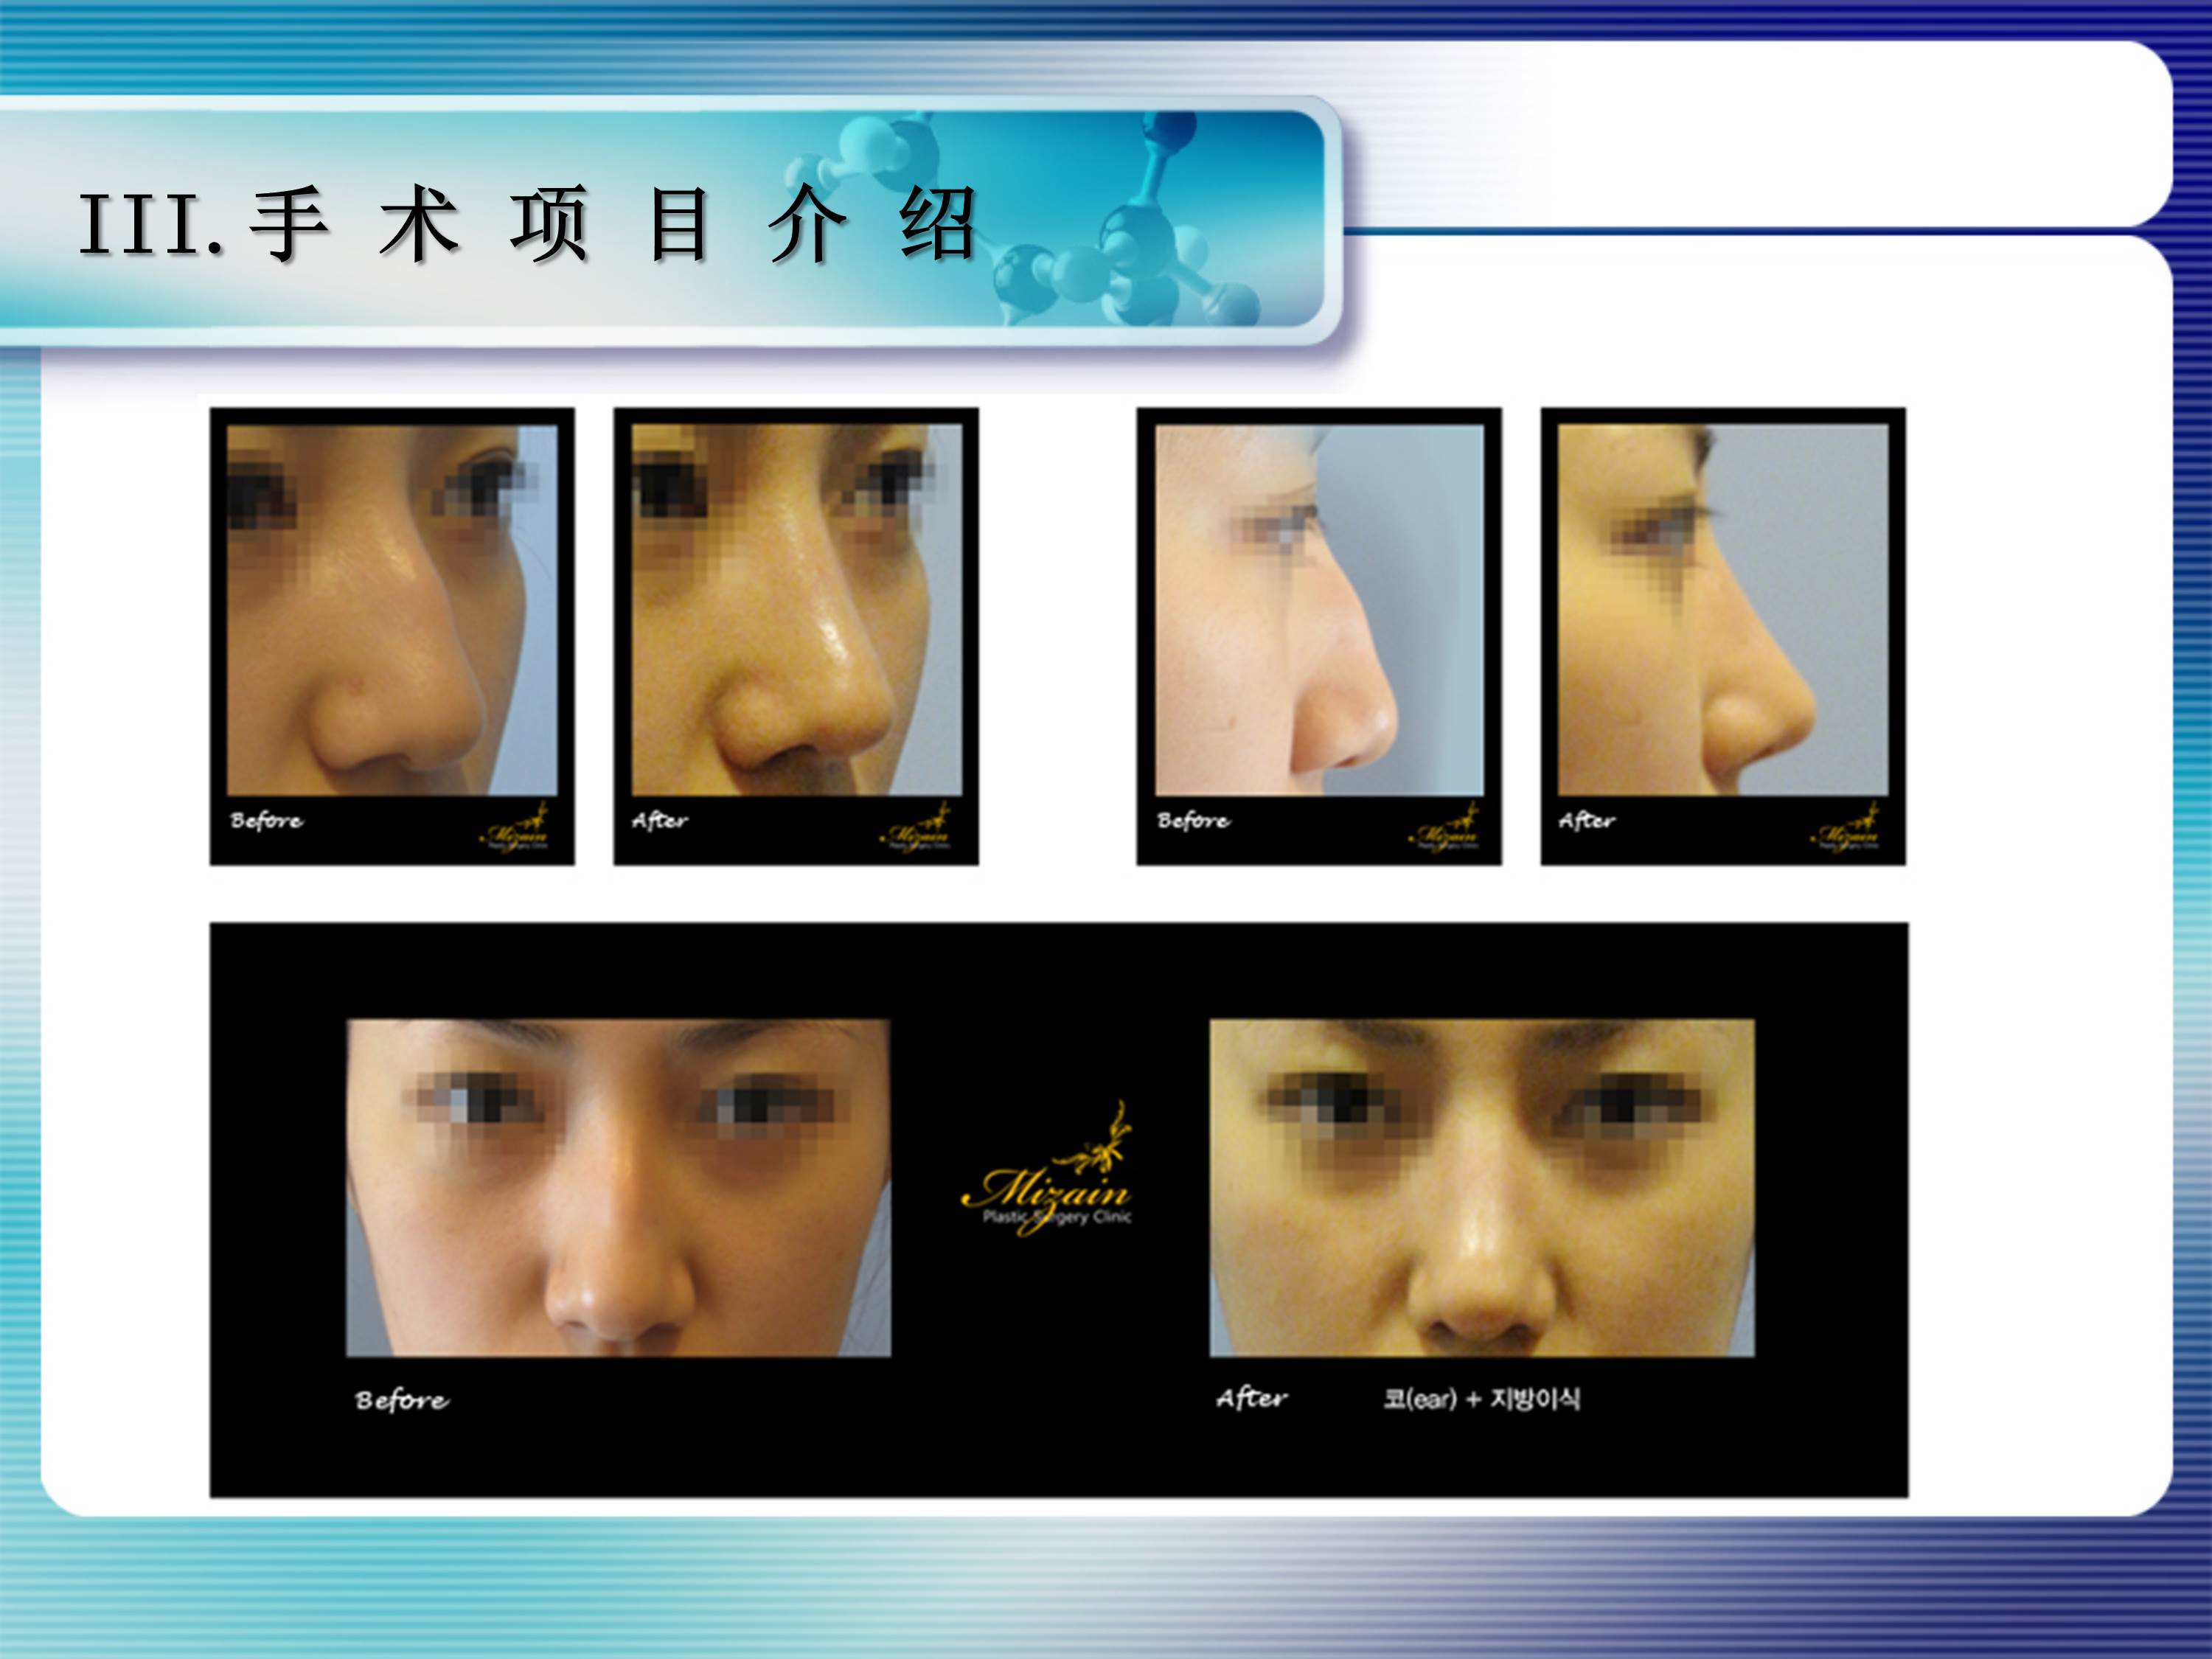 III.手术项目介绍
Before
Mizain
Plastic Surgery Clinic
After
Mizain
Plastic Surgery Clinic
Before
Mizain
Plastic Surgery Clinic
After
Mizain
Plastic Surgery Clinic
Mizain
Plastic Surgery Clinic
Before
After 코(ear) + 지방이식